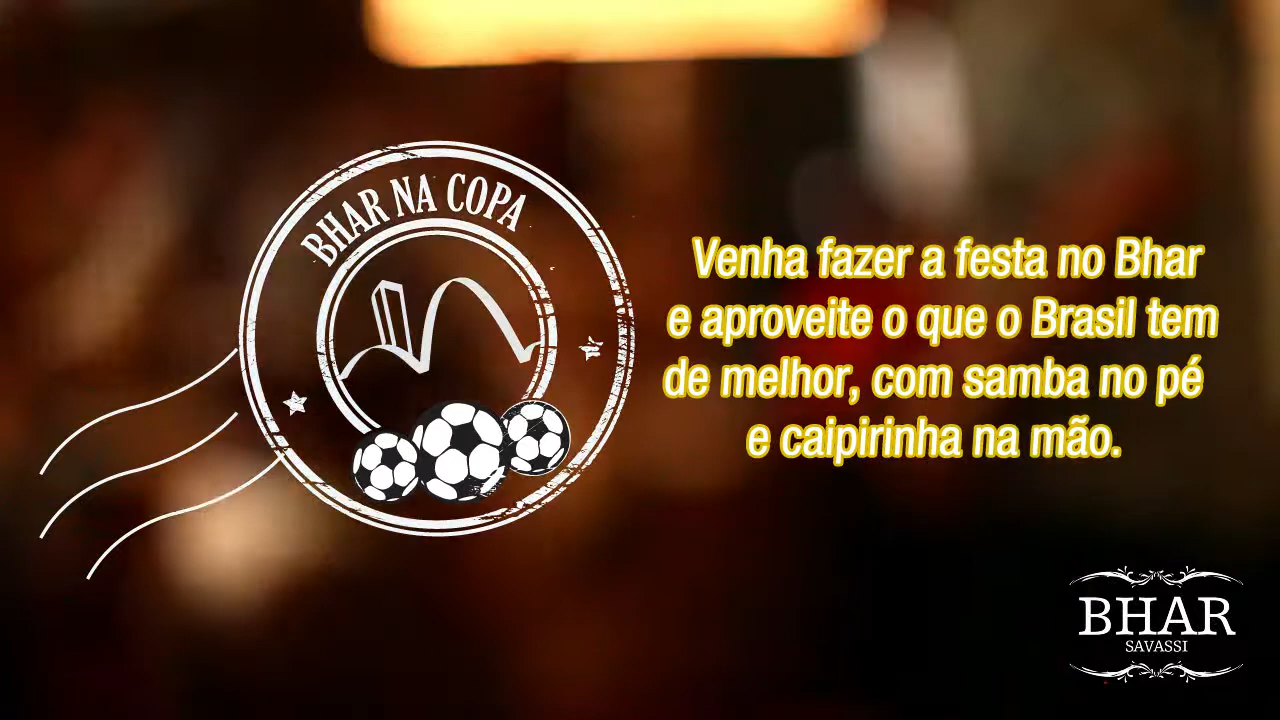 BHAR NA COPA
Venha fazer a festa no Bhar
e aproveite o que o Brasil tem
de melhor, com samba no pé
e caipirinha na mão.
BHAR
SAVASSI